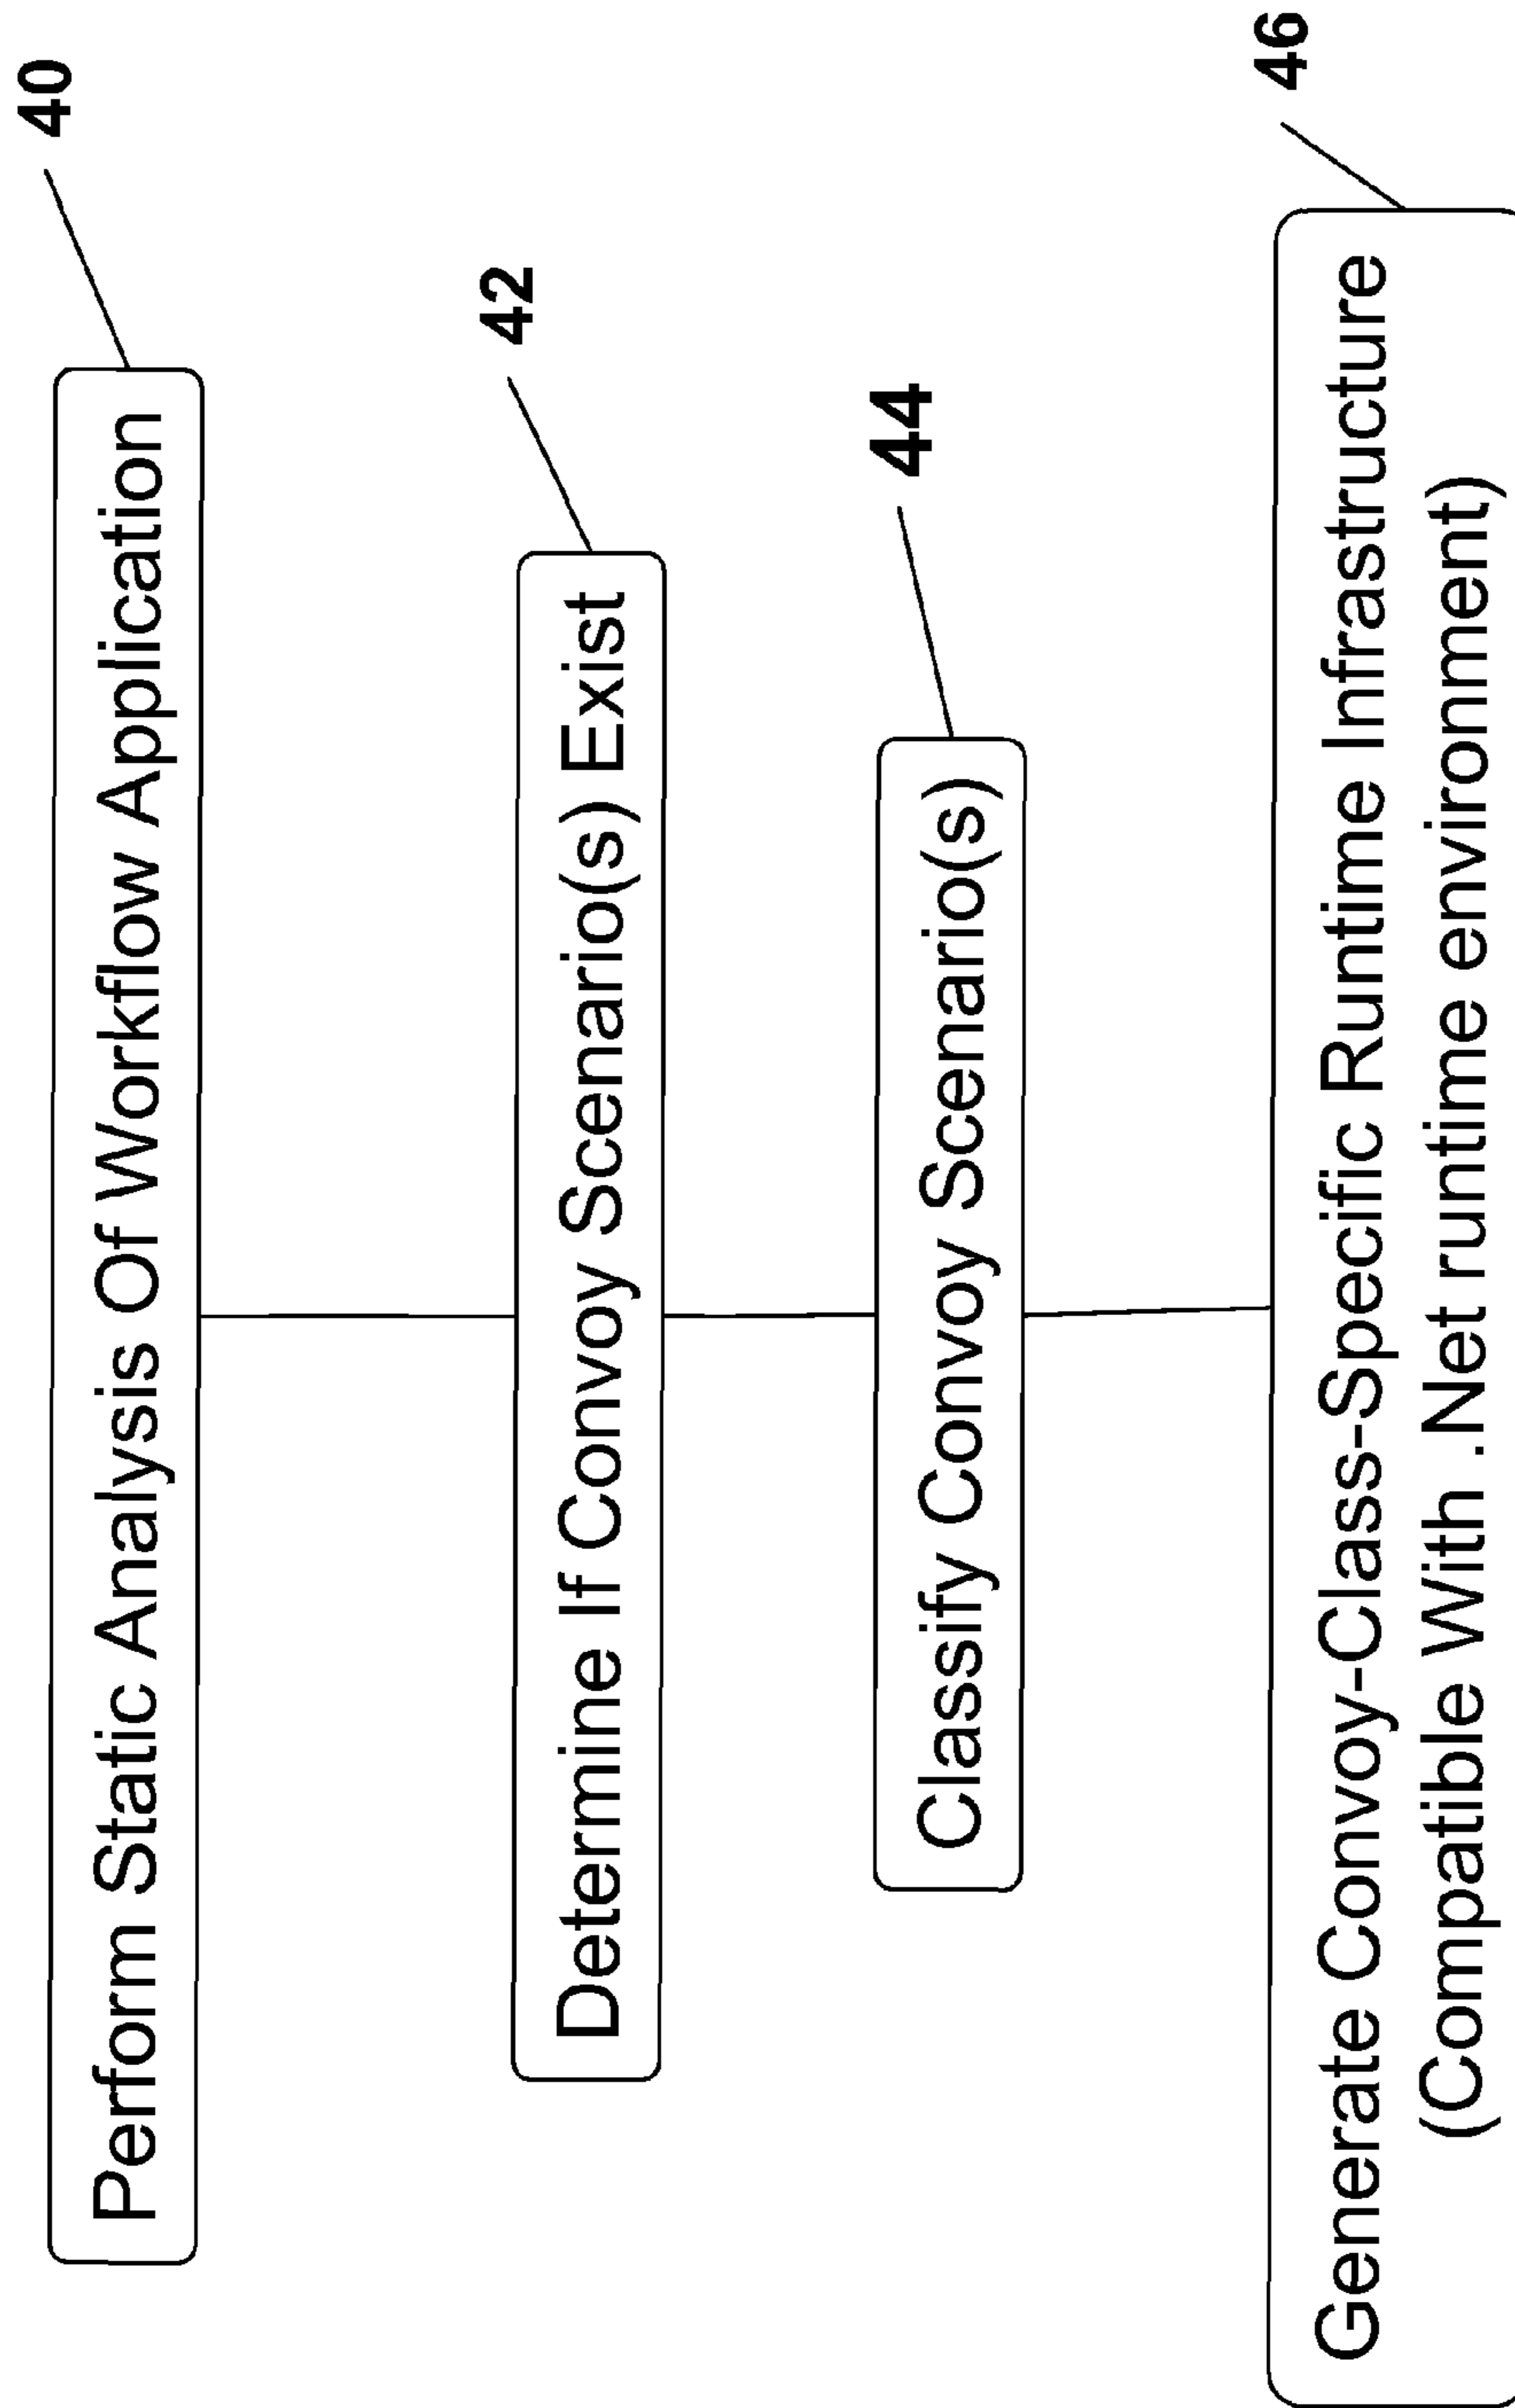 40
Perform Static Analysis Of Workflow Application
42
Determine If Convoy Scenario(s) Exist
44
Classify Convoy Scenario(s)
46
Generate Convoy-Class-Specific Runtime Infrastructure
(Compatible With .Net runtime environment)